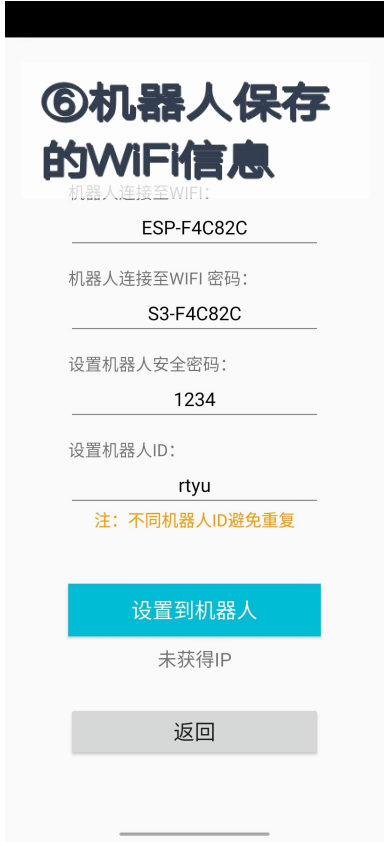 ⑥机器人保存
的WiFi信息
机器人连接至WIFI：
ESP-F4C82C
机器人连接至WIFI 密码：
S3-F4C82C
设置机器人安全密码：
1234
设置机器人ID：
rtyu
注：不同机器人ID避免重复
设置到机器人
未获得IP
返回